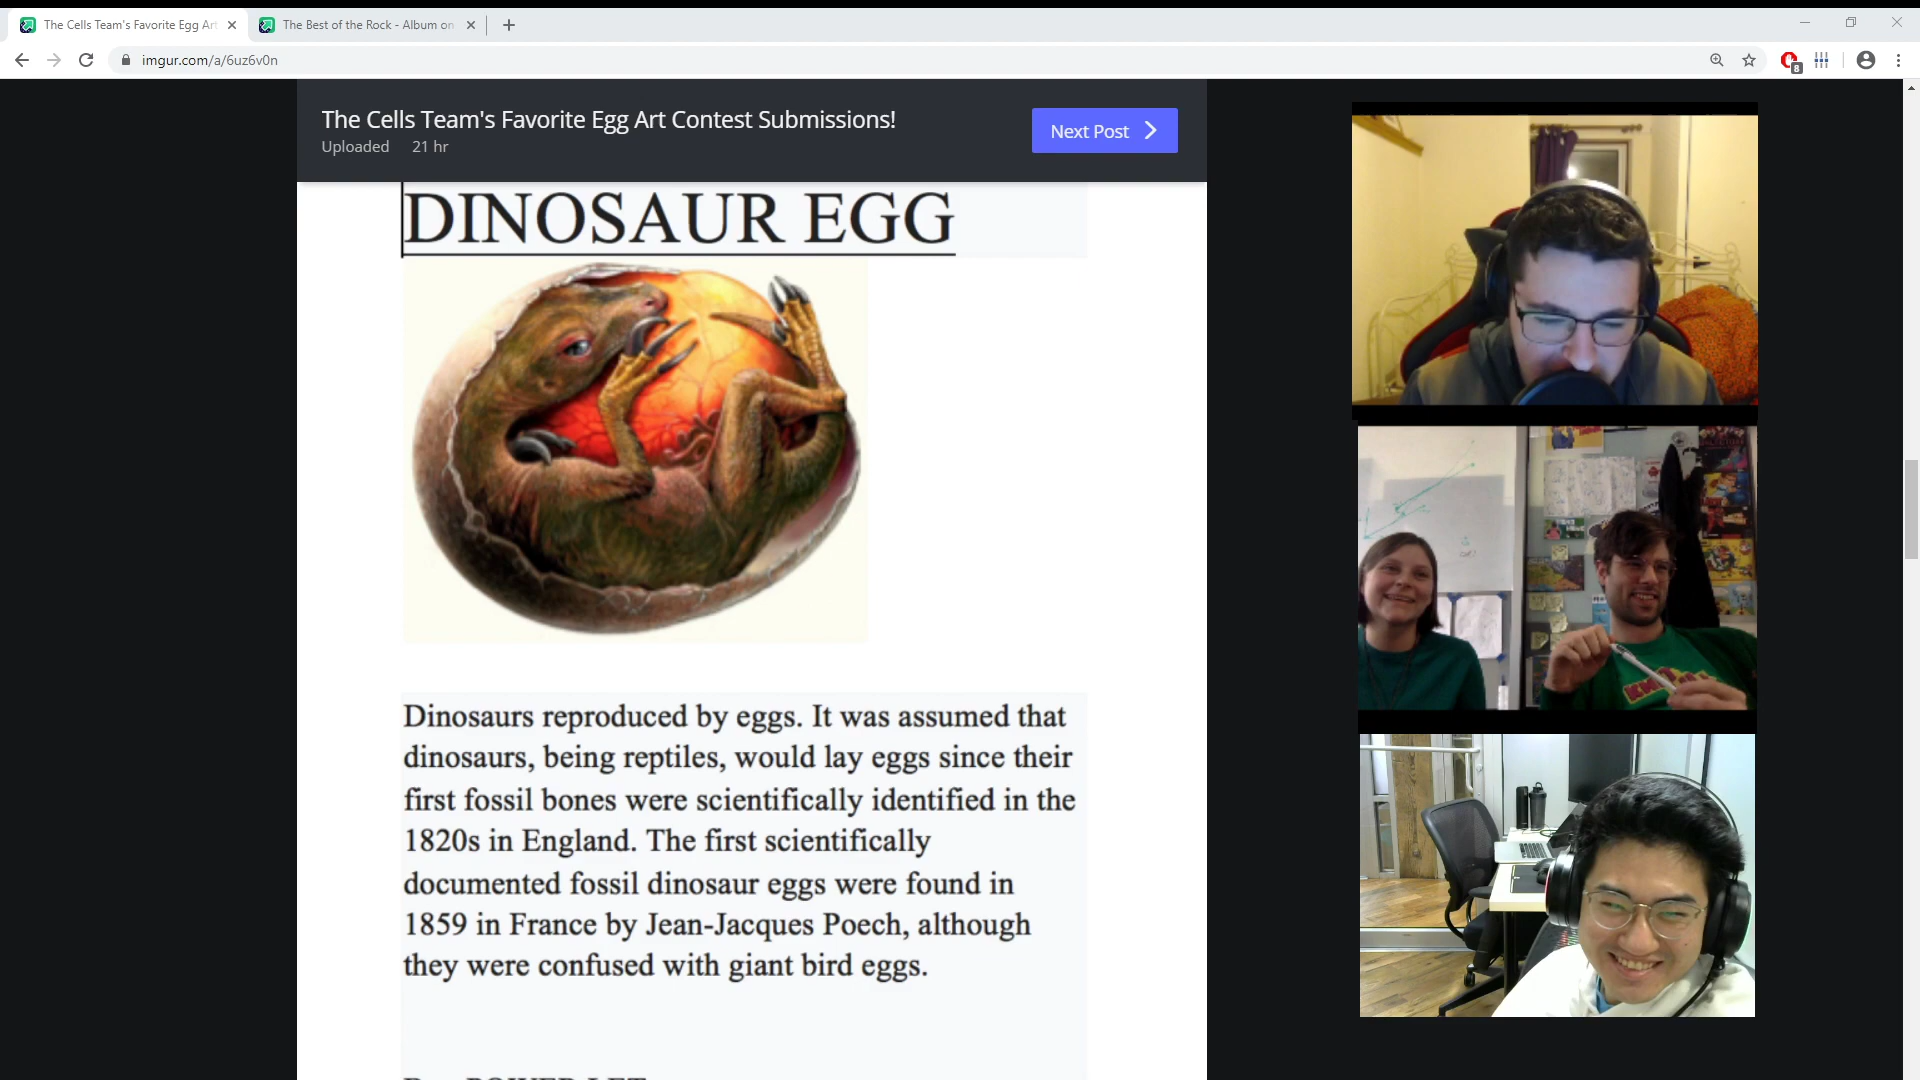 The Cells Team's Favorite Egg Art
The Best of the Rock - Album on
imgur.com/a/6uz6v0n
8
The Cells Team's Favorite Egg Art Contest Submissions!
Uploaded 21 hr
Next Post
DINOSAUR EGG
Dinosaurs reproduced by eggs. It was assumed that
dinosaurs, being reptiles, would lay eggs since their
first fossil bones were scientifically identified in the
1820s in England. The first scientifically
documented fossil dinosaur eggs were found in
1859 in France by Jean-Jacques Poech, although
they were confused with giant bird eggs.